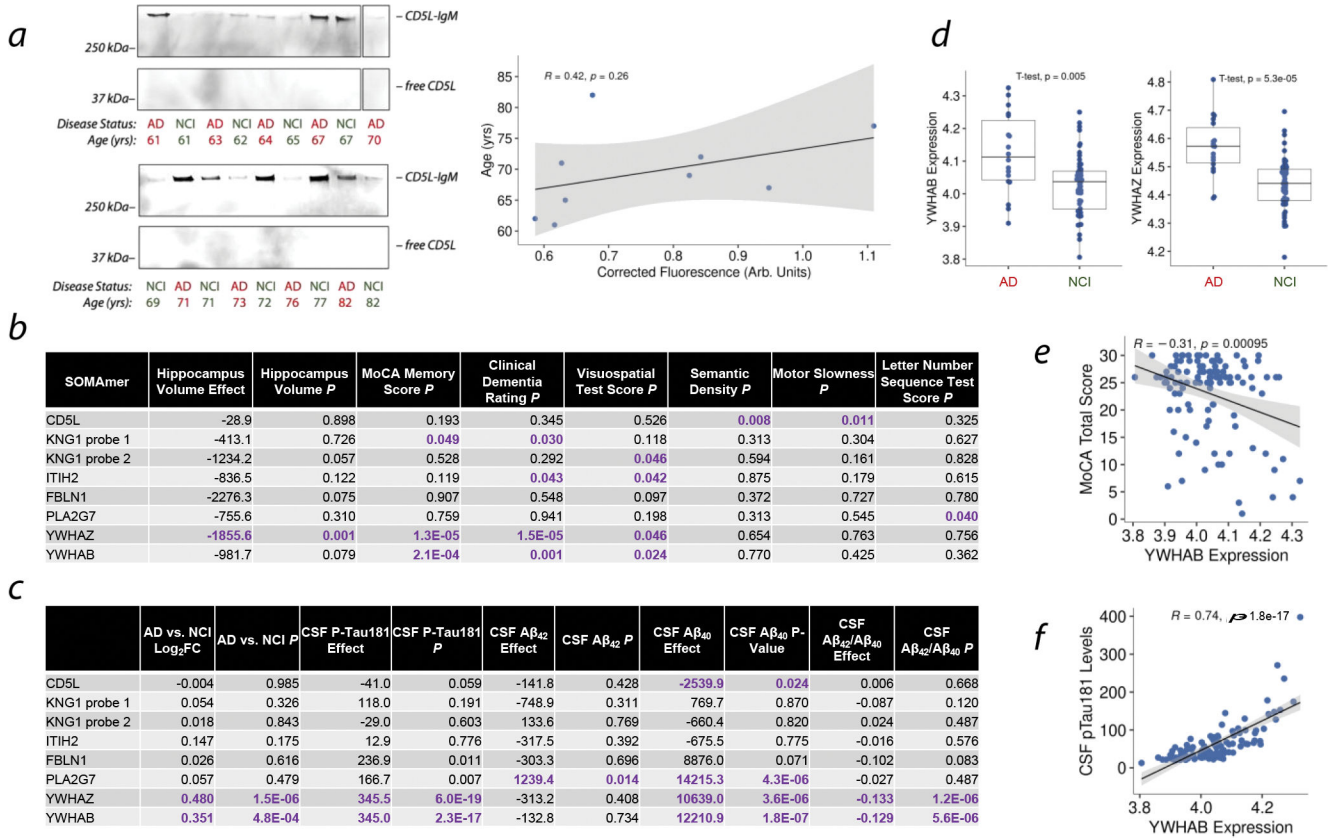 a
– CD5L-IgM
250 kDa–
– free CD5L
37 kDa–
Disease Status: AD NCI AD NCI AD NCI AD NCI AD
Age (yrs): 61 61 63 62 64 65 67 67 70
– CD5L-IgM
250 kDa–
– free CD5L
37 kDa–
Disease Status: NCI AD NCI AD NCI AD NCI AD NCI
Age (yrs): 69 71 71 73 72 76 77 82 82
R = 0.42, p = 0.26
Age (yrs)
85
80
75
70
65
60
0.6 0.7 0.8 0.9 1.0 1.1
Corrected Fluorescence (Arb. Units)
d
T-test, p = 0.005
YWHAB Expression
4.3
4.2
4.1
4.0
3.9
3.8
AD NCI
T-test, p = 5.3e-05
YWHAZ Expression
4.8
4.7
4.6
4.5
4.4
4.3
4.2
AD NCI
b
SOMAmer Hippocampus Volume Effect Hippocampus Volume P MoCA Memory Score P Clinical Dementia Rating P Visuospatial Test Score P Semantic Density P Motor Slowness P Letter Number Sequence Test Score P
CD5L -28.9 0.898 0.193 0.345 0.526 0.008 0.011 0.325
KNG1 probe 1 -413.1 0.726 0.049 0.030 0.118 0.313 0.304 0.627
KNG1 probe 2 -1234.2 0.057 0.528 0.292 0.046 0.594 0.161 0.828
ITIH2 -836.5 0.122 0.119 0.043 0.042 0.875 0.179 0.615
FBLN1 -2276.3 0.075 0.907 0.548 0.097 0.372 0.727 0.780
PLA2G7 -755.6 0.310 0.759 0.941 0.198 0.313 0.545 0.040
YWHAZ -1855.6 0.001 1.3E-05 1.5E-05 0.046 0.654 0.763 0.756
YWHAB -981.7 0.079 2.1E-04 0.001 0.024 0.770 0.425 0.362
c
AD vs. NCI Log₂FC AD vs. NCI P CSF P-Tau181 Effect CSF P-Tau181 P CSF Aβ₄₂ Effect CSF Aβ₄₂ P CSF Aβ₄₀ Effect CSF Aβ₄₀ P-Value CSF Aβ₄₂/Aβ₄₀ Effect CSF Aβ₄₂/Aβ₄₀ P
CD5L -0.004 0.985 -41.0 0.059 -141.8 0.428 -2539.9 0.024 0.006 0.668
KNG1 probe 1 0.054 0.326 118.0 0.191 -748.9 0.311 769.7 0.870 -0.087 0.120
KNG1 probe 2 0.018 0.843 -29.0 0.603 133.6 0.769 -660.4 0.820 0.024 0.487
ITIH2 0.147 0.175 12.9 0.776 -317.5 0.392 -675.5 0.775 -0.016 0.576
FBLN1 0.026 0.616 236.9 0.011 -303.3 0.696 8876.0 0.071 -0.102 0.083
PLA2G7 0.057 0.479 166.7 0.007 1239.4 0.014 14215.3 4.3E-06 -0.027 0.487
YWHAZ 0.480 1.5E-06 345.5 6.0E-19 -313.2 0.408 10639.0 3.6E-06 -0.133 1.2E-06
YWHAB 0.351 4.8E-04 345.0 2.3E-17 -132.8 0.734 12210.9 1.8E-07 -0.129 5.6E-06
e
R = −0.31, p = 0.00095
MoCA Total Score
30
25
20
15
10
5
0
3.8 3.9 4.0 4.1 4.2 4.3
YWHAB Expression
f
R = 0.74, p 1.8e-17
CSF pTau181 Levels
400
300
200
100
0
3.8 4.0 4.2
YWHAB Expression